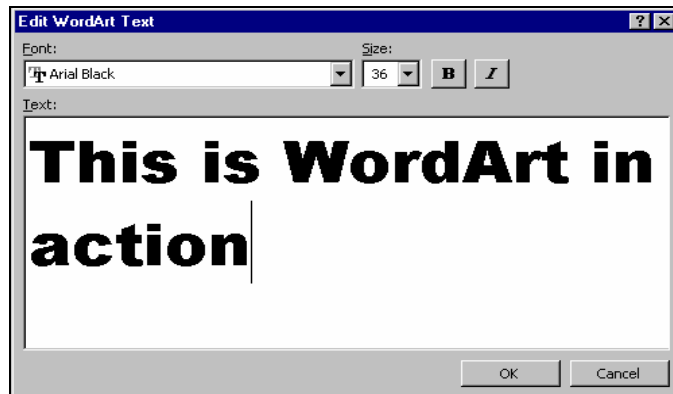 Edit WordArt Text
Font: Size:
Arial Black 36 B I
Text:
This is WordArt in
action
OK Cancel